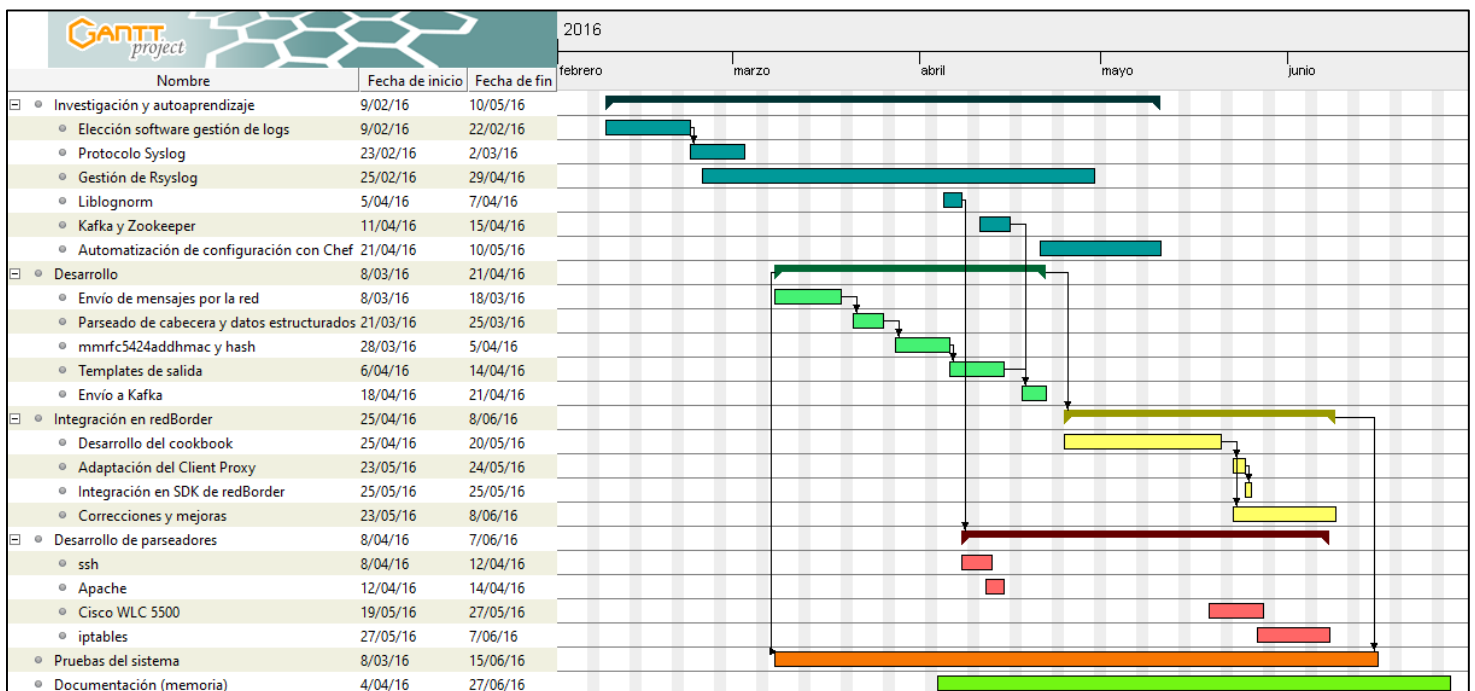 GANTT
project
2016
Nombre Fecha de inicio Fecha de fin
febrero marzo abril mayo junio
Investigación y autoaprendizaje 9/02/16 10/05/16
Elección software gestión de logs 9/02/16 22/02/16
Protocolo Syslog 23/02/16 2/03/16
Gestión de Rsyslog 25/02/16 29/04/16
Liblognorm 5/04/16 7/04/16
Kafka y Zookeeper 11/04/16 15/04/16
Automatización de configuración con Chef 21/04/16 10/05/16
Desarrollo 8/03/16 21/04/16
Envío de mensajes por la red 8/03/16 18/03/16
Parseado de cabecera y datos estructurados 21/03/16 25/03/16
mmrfc5424addhmac y hash 28/03/16 5/04/16
Templates de salida 6/04/16 14/04/16
Envío a Kafka 18/04/16 21/04/16
Integración en redBorder 25/04/16 8/06/16
Desarrollo del cookbook 25/04/16 20/05/16
Adaptación del Client Proxy 23/05/16 24/05/16
Integración en SDK de redBorder 25/05/16 25/05/16
Correcciones y mejoras 23/05/16 8/06/16
Desarrollo de parseadores 8/04/16 7/06/16
ssh 8/04/16 12/04/16
Apache 12/04/16 14/04/16
Cisco WLC 5500 19/05/16 27/05/16
iptables 27/05/16 7/06/16
Pruebas del sistema 8/03/16 15/06/16
Documentación (memoria) 4/04/16 27/06/16